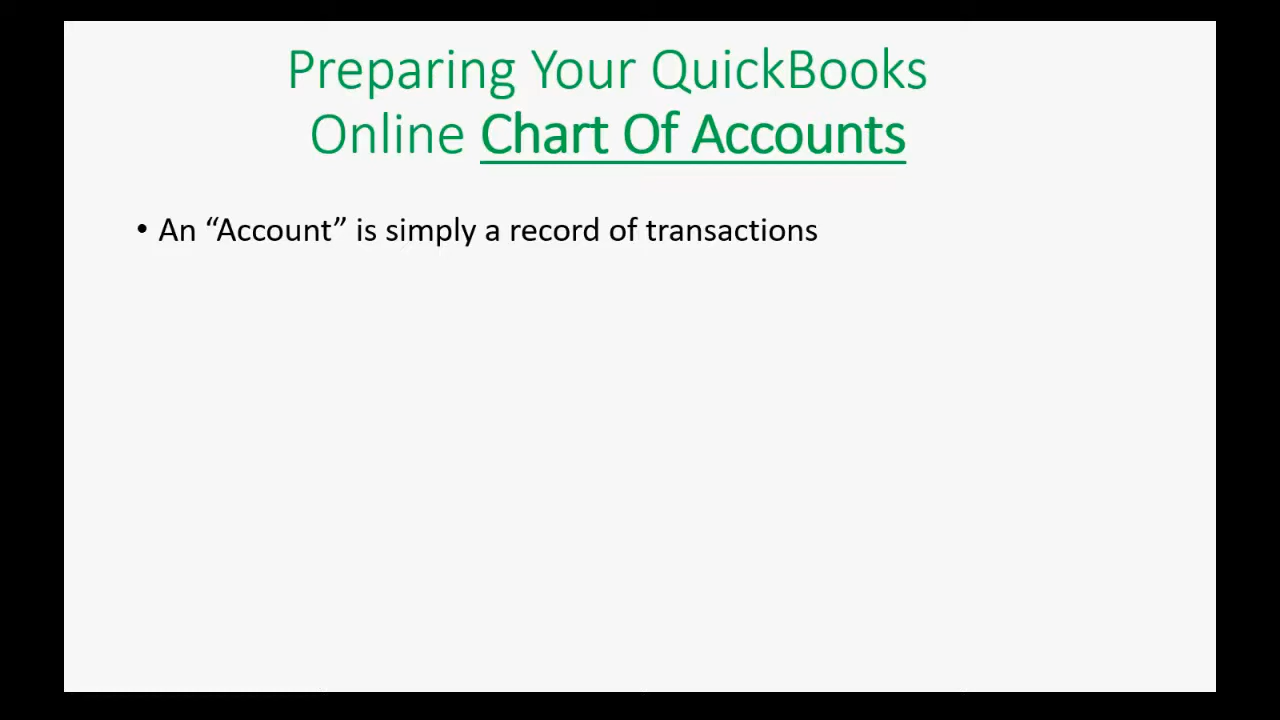 Preparing Your QuickBooks
Online Chart Of Accounts
• An “Account” is simply a record of transactions